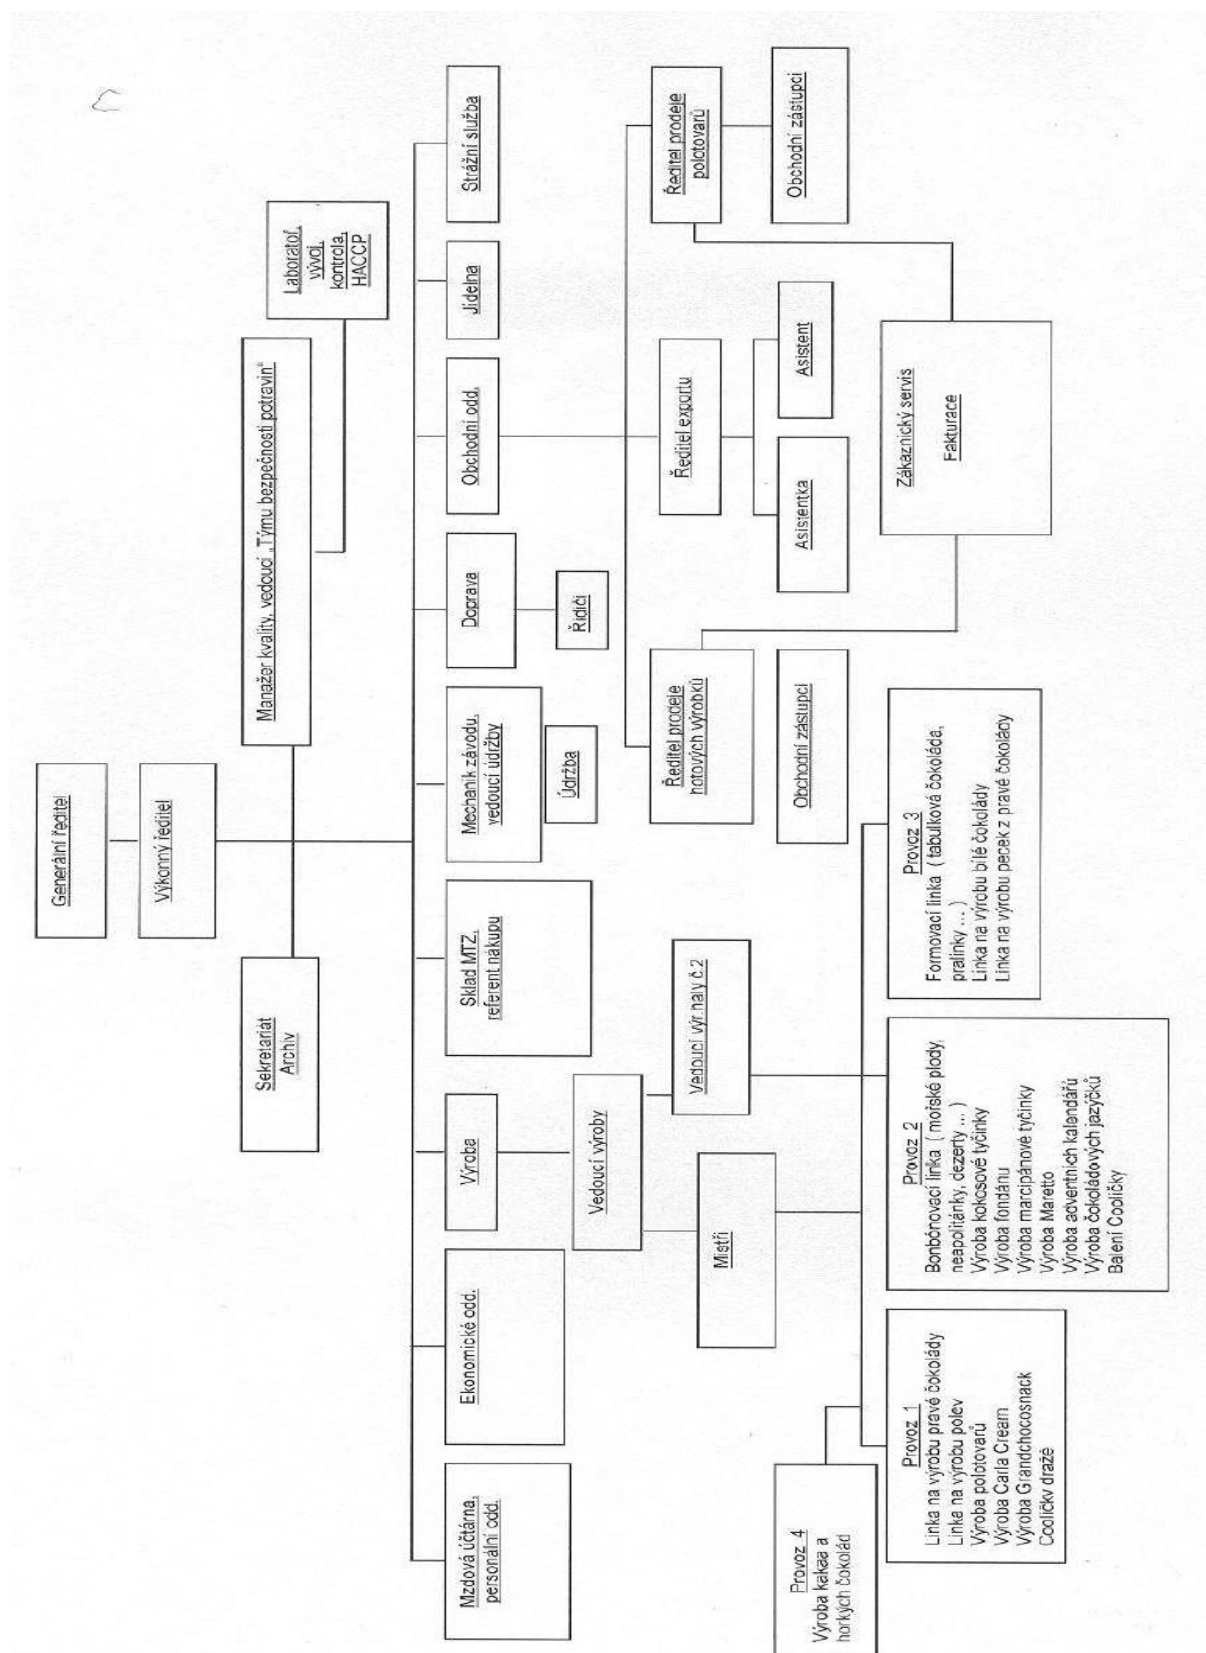 Generální ředitel
Výkonný ředitel
Sekretariát
Archiv
Manažer kvality, vedoucí „Týmu bezpečnosti potravin“
Laboratoř,
vývoj,
kontrola,
HACCP
Mzdová účtárna,
personální odd.
Ekonomické odd.
Výroba
Sklad MTZ,
referent nákupu
Mechanik závodu,
vedoucí údržby
Doprava
Obchodní odd.
Jídelna
Strážní služba
Údržba
Řidiči
Vedoucí výroby
Mistři
Vedoucí výr.haly č.2
Ředitel prodeje
hotových výrobků
Ředitel exportu
Ředitel prodeje
polotovarů
Obchodní zástupci
Asistentka
Asistent
Obchodní zástupci
Zákaznický servis
Fakturace
Provoz 4
Výroba kakaa a
horkých čokolád
Provoz 1
Linka na výrobu pravé čokolády
Linka na výrobu polev
Výroba polotovarů
Výroba Carla Cream
Výroba Grandchocosnack
Cooličky dražé
Provoz 2
Bonbónovací linka ( mořské plody,
neapolitánky, dezerty ... )
Výroba kokosové tyčinky
Výroba fondánu
Výroba marcipánové tyčinky
Výroba Maretto
Výroba adventních kalendářů
Výroba čokoládových jazýčků
Balení Cooličky
Provoz 3
Formovací linka ( tabulková čokoláda,
pralinky ... )
Linka na výrobu bílé čokolády
Linka na výrobu pecek z pravé čokolády